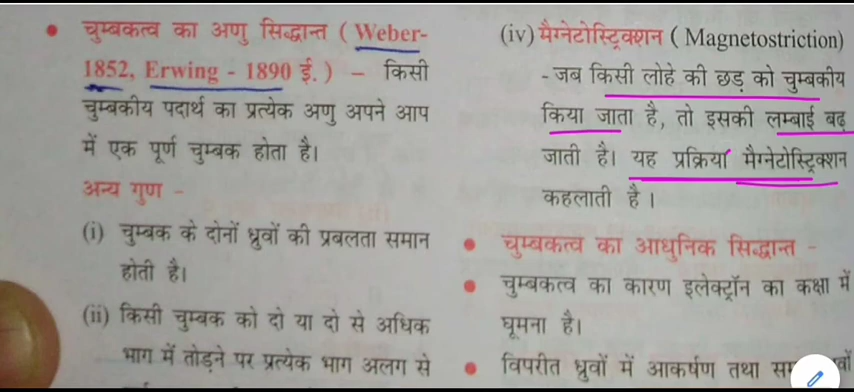 • चुम्बकत्व का अणु सिद्धान्त ( Weber-
1852, Erwing - 1890 ई. ) – किसी
चुम्बकीय पदार्थ का प्रत्येक अणु अपने आप
में एक पूर्ण चुम्बक होता है।
अन्य गुण -
(i) चुम्बक के दोनों ध्रुवों की प्रबलता समान
होती है।
(ii) किसी चुम्बक को दो या दो से अधिक
भाग में तोड़ने पर प्रत्येक भाग अलग से
(iv) मैग्नेटोस्ट्रिक्शन ( Magnetostriction)
-जब किसी लोहे की छड़ को चुम्बकीय
किया जाता है, तो इसकी लम्बाई बढ़
जाती है। यह प्रक्रिया मैग्नेटोस्ट्रिक्शन
कहलाती है ।
• चुम्बकत्व का आधुनिक सिद्धान्त -
• चुम्बकत्व का कारण इलेक्ट्रॉन का कक्षा में
घूमना है।
• विपरीत ध्रुवों में आकर्षण तथा